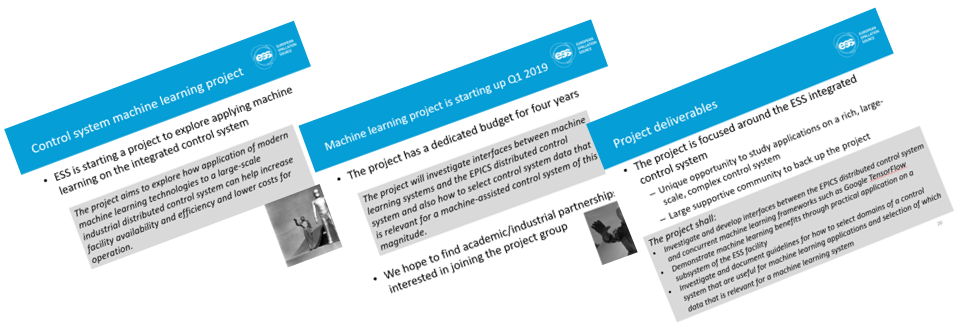 ess EUROPEAN
SPALLATION
SOURCE
Control system machine learning project
• ESS is starting a project to explore applying machine
learning on the integrated control system
The project aims to explore how application of modern
machine learning technologies to a large-scale
industrial distributed control system can help increase
facility availability and efficiency and lower costs for
operation.
ess EUROPEAN
SPALLATION
SOURCE
Machine learning project is starting up Q1 2019
• The project has a dedicated budget for four years
The project will investigate interfaces between machine
learning systems and the EPICS distributed control
system and also how to select control system data that
is relevant for a machine-assisted control system of this
magnitude.
• We hope to find academic/industrial partnership
interested in joining the project group
ess EUROPEAN
SPALLATION
SOURCE
Project deliverables
• The project is focused around the ESS integrated
control system
– Unique opportunity to study applications on a rich, large-
scale, complex control system
– Large supportive community to back up the project
The project shall:
• Investigate and develop interfaces between the EPICS distributed control system
and concurrent machine learning frameworks such as Google TensorFlow
• Demonstrate machine learning benefits through practical application on a
subsystem of the ESS facility
• Investigate and document guidelines for how to select domains of a control
system that are useful for machine learning applications and selection of which
data that is relevant for a machine learning system